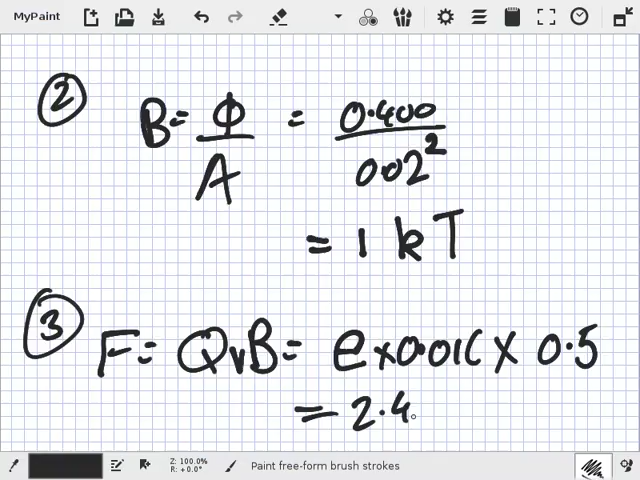 MyPaint
② B = Φ/A = 0.400/0.02²
= 1 kT
③ F = QvB = e × 0.01c × 0.5
= 2.4
Z: 100.0%
R: +0.0°
Paint free-form brush strokes